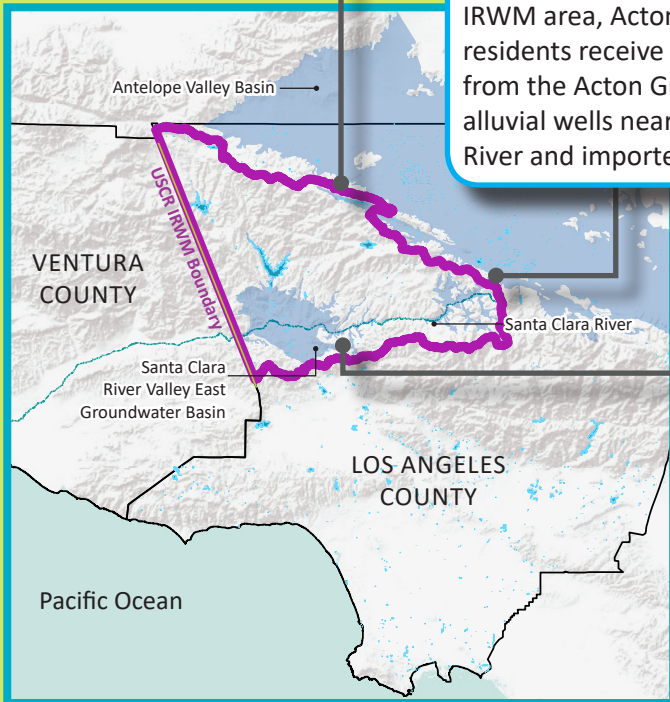 IRWM area, Acton
residents receive
from the Acton G
alluvial wells near
River and importe
Antelope Valley Basin
USCR IRWM Boundary
VENTURA
COUNTY
Santa Clara River
Santa Clara
River Valley East
Groundwater Basin
LOS ANGELES
COUNTY
Pacific Ocean